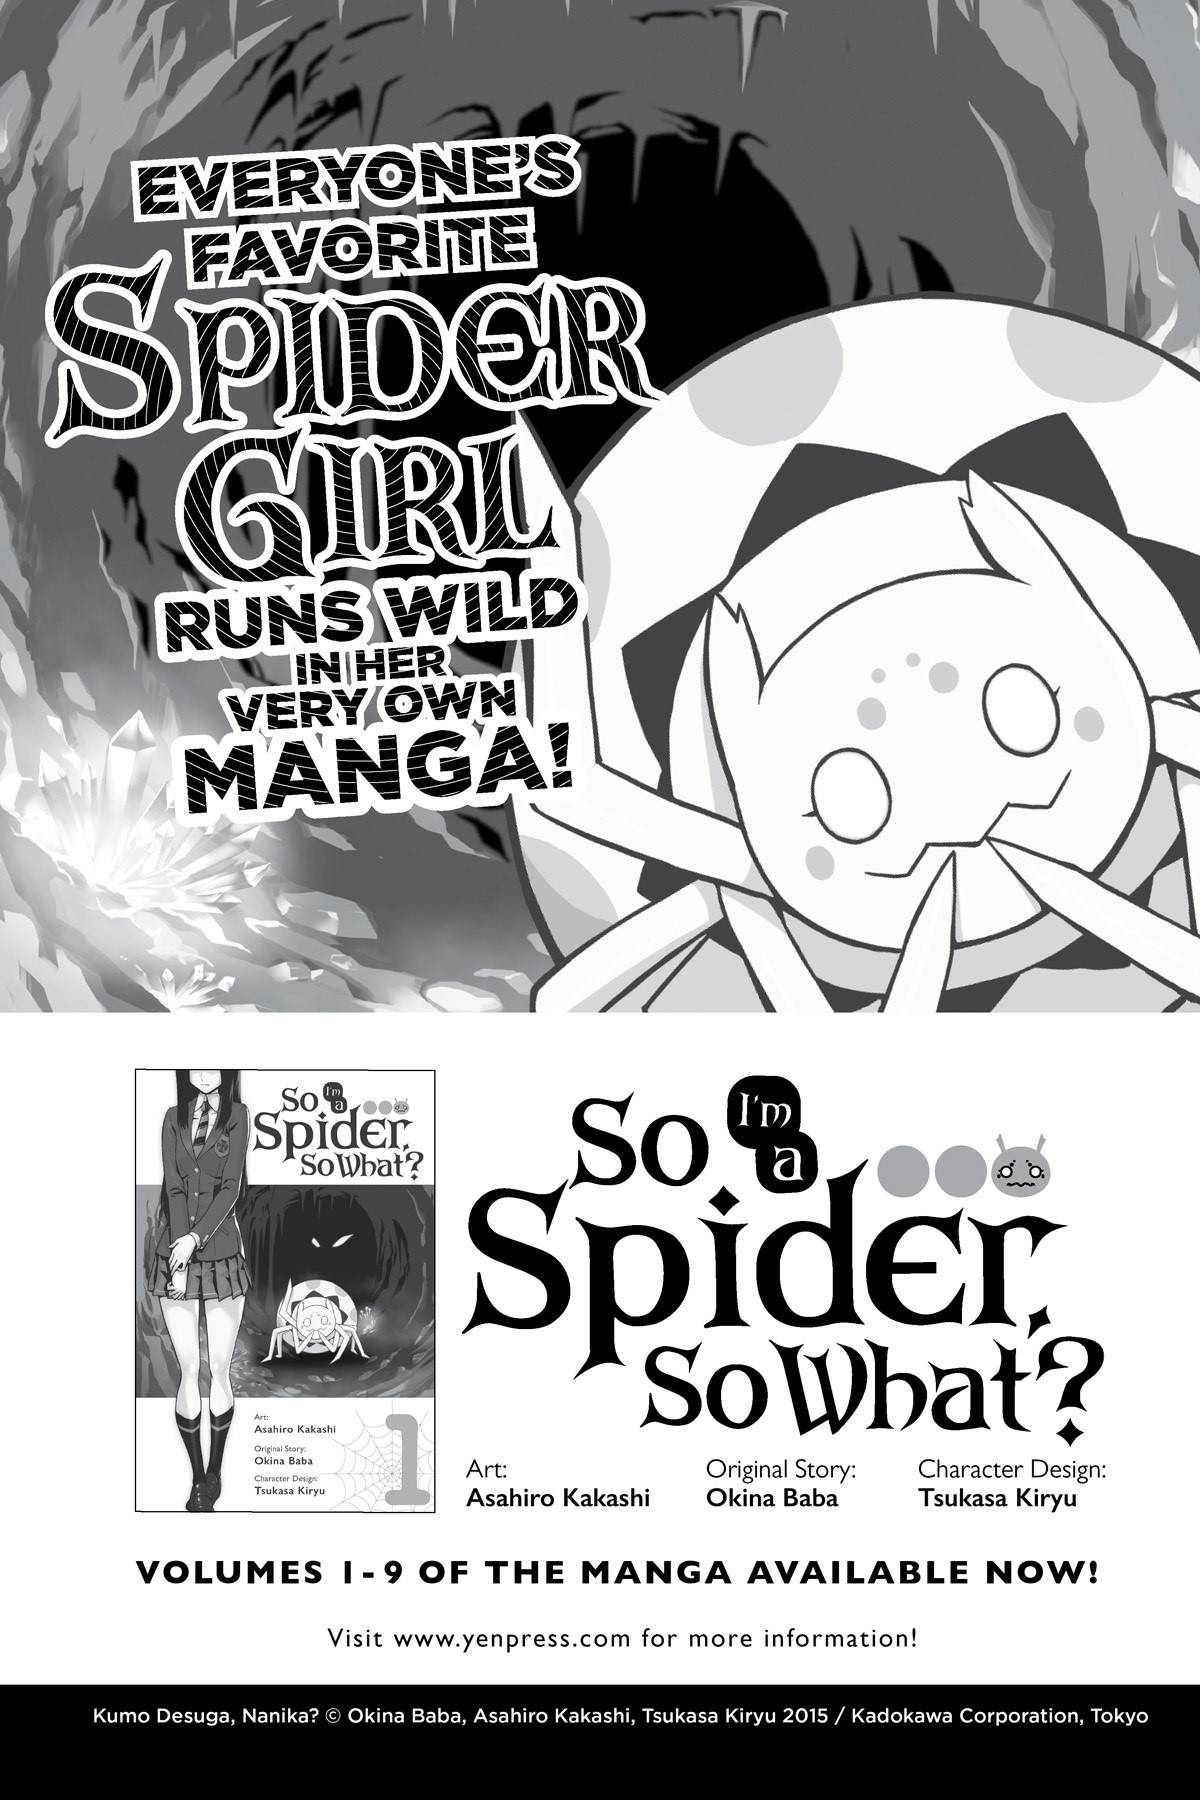 EVERYONE'S
FAVORITE
SPIDER
GIRL
RUNS WILD
IN HER
VERY OWN
MANGA!
So I'm a
Spider,
So What?
Art:
Asahiro Kakashi
Original Story:
Okina Baba
Character Design:
Tsukasa Kiryu
1
So I'm a
Spider,
So What?
Art:
Asahiro Kakashi
Original Story:
Okina Baba
Character Design:
Tsukasa Kiryu
VOLUMES 1-9 OF THE MANGA AVAILABLE NOW!
Visit www.yenpress.com for more information!
Kumo Desuga, Nanika? © Okina Baba, Asahiro Kakashi, Tsukasa Kiryu 2015 / Kadokawa Corporation, Tokyo